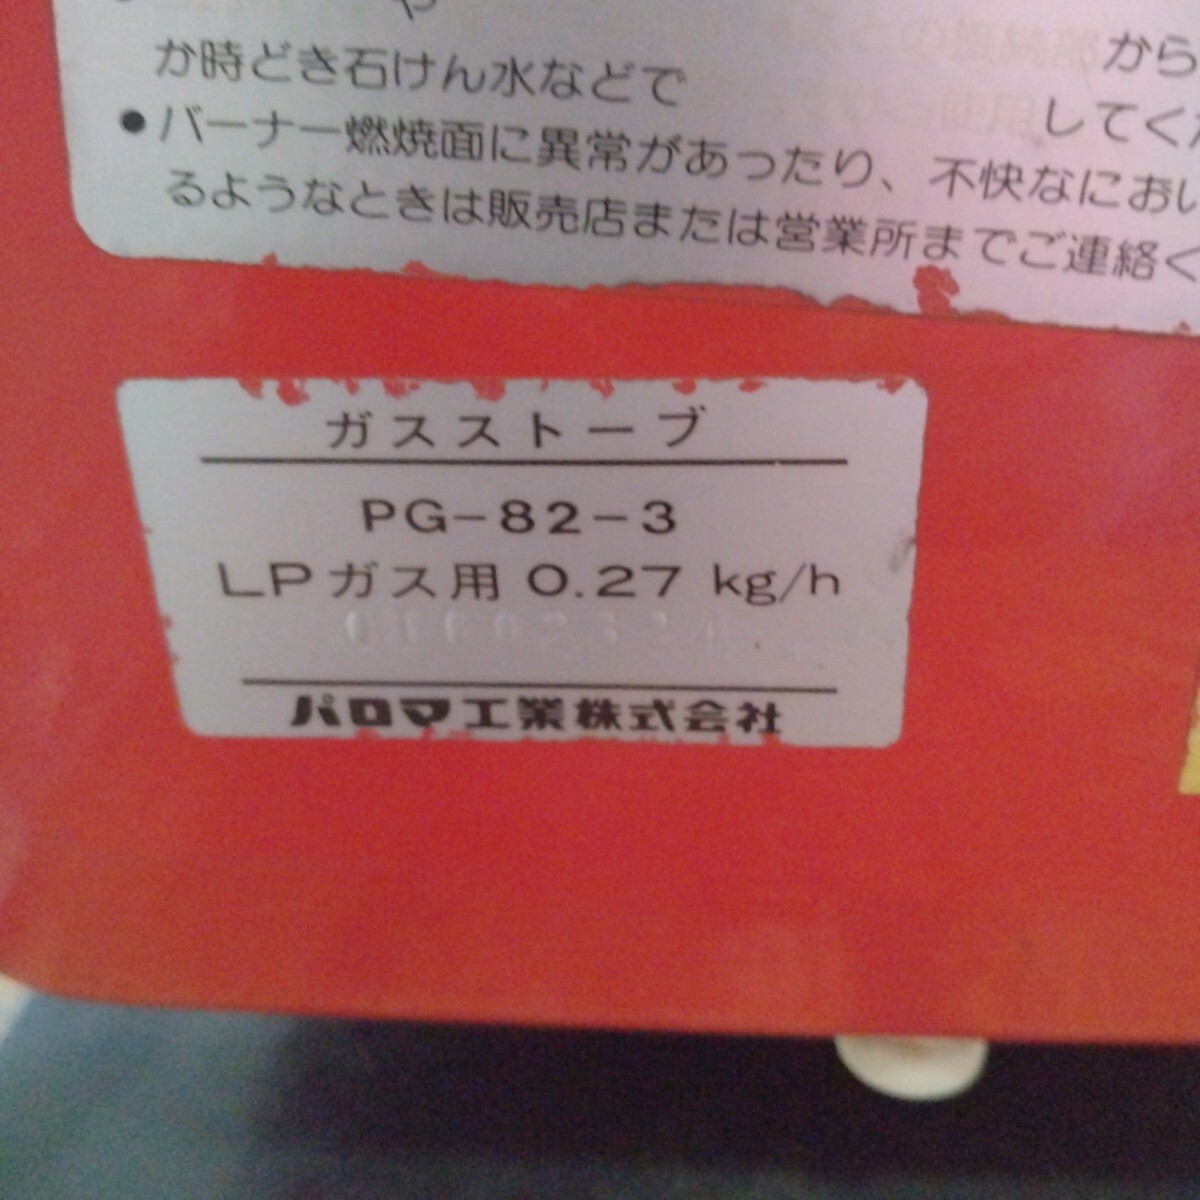 や
か時どき石けん水などで から
してくだ
●バーナー燃焼面に異常があったり、不快なにおい
るようなときは販売店または営業所までご連絡く
ガスストーブ
PG-82-3
LPガス用 0.27 kg/h
パロマ工業株式会社